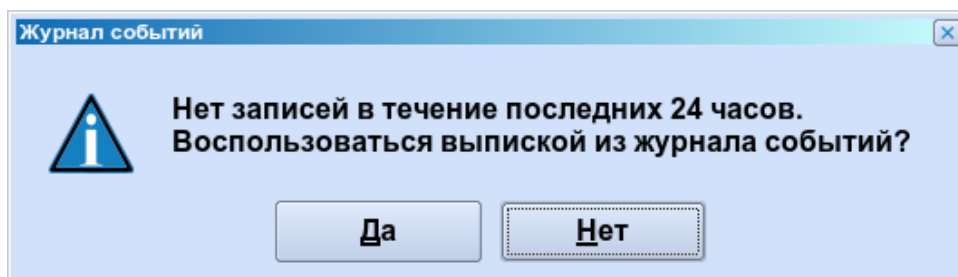 Журнал событий
Нет записей в течение последних 24 часов.
Воспользоваться выпиской из журнала событий?
Да
Нет